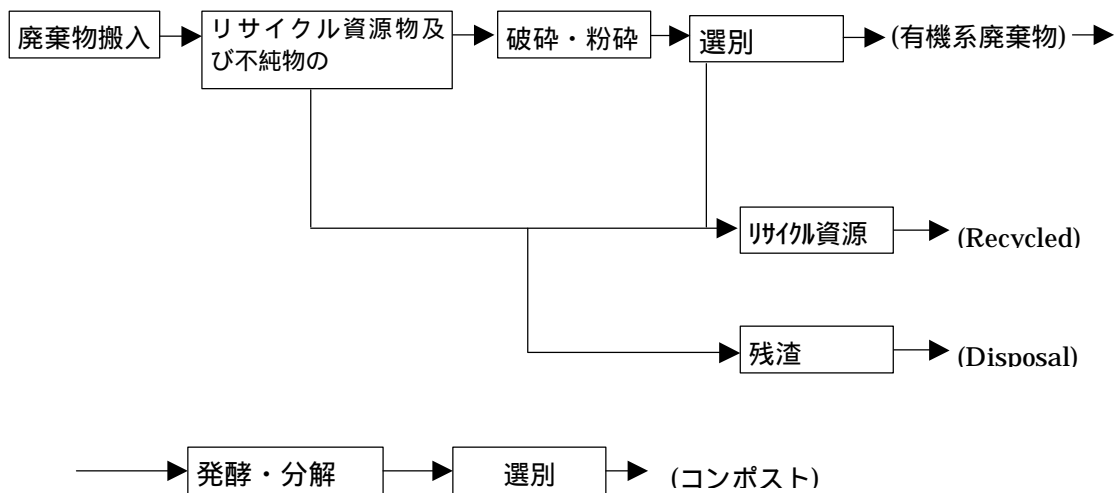 廃棄物搬入
リサイクル資源物及
び不純物の
破砕・粉砕
選別
(有機系廃棄物)
ﾘｻｲｸﾙ資源
(Recycled)
残渣
(Disposal)
発酵・分解
選別
(コンポスト)